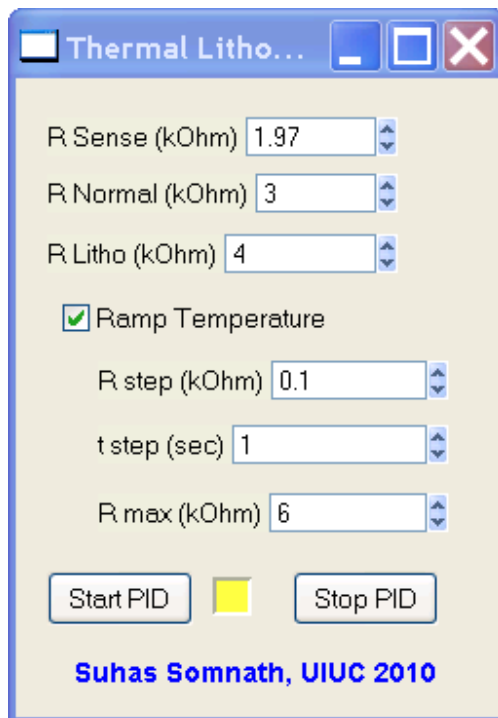 Thermal Litho...
R Sense (kOhm) 1.97
R Normal (kOhm) 3
R Litho (kOhm) 4
Ramp Temperature
R step (kOhm) 0.1
t step (sec) 1
R max (kOhm) 6
Start PID Stop PID
Suhas Somnath, UIUC 2010